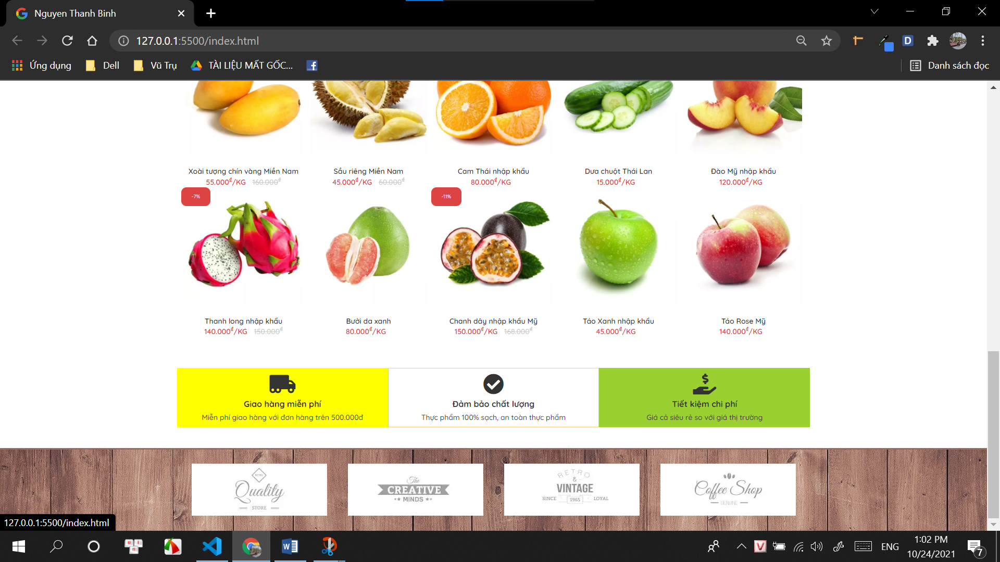 Nguyen Thanh Binh
127.0.0.1:5500/index.html
Ứng dụng
Dell
Vũ Trụ
TÀI LIỆU MẤT GỐC...
Danh sách đọc
Xoài tượng chín vàng Miền Nam
55.000₫/KG 160.000₫
Sầu riêng Miền Nam
45.000₫/KG 60.000₫
Cam Thái nhập khẩu
80.000₫/KG
Dưa chuột Thái Lan
15.000₫/KG
Đào Mỹ nhập khẩu
120.000₫/KG
-7%
-11%
Thanh long nhập khẩu
140.000₫/KG 150.000₫
Bưởi da xanh
80.000₫/KG
Chanh dây nhập khẩu Mỹ
150.000₫/KG 168.000₫
Táo Xanh nhập khẩu
45.000₫/KG
Táo Rose Mỹ
140.000₫/KG
Giao hàng miễn phí
Miễn phí giao hàng với đơn hàng trên 500.000đ
Đảm bảo chất lượng
Thực phẩm 100% sạch, an toàn thực phẩm
Tiết kiệm chi phí
Giá cả siêu rẻ so với giá thị trường
RETRO
Quality
STORE
The
CREATIVE
MINDS
RETRO
&
VINTAGE
SINCE 1965 LOYAL
Coffee Shop
GENUINE
127.0.0.1:5500/index.html
ENG
1:02 PM
10/24/2021
7